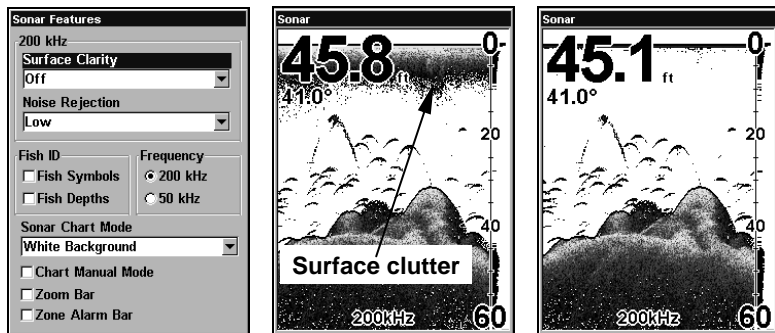 Sonar Features
200 kHz
Surface Clarity
Off
Noise Rejection
Low
Fish ID
Fish Symbols
Fish Depths
Frequency
200 kHz
50 kHz
Sonar Chart Mode
White Background
Chart Manual Mode
Zoom Bar
Zone Alarm Bar
Sonar
45.8 ft
0
41.0°
20
40
Surface clutter
200kHz
60
Sonar
45.1 ft
0
41.0°
20
40
200kHz
60